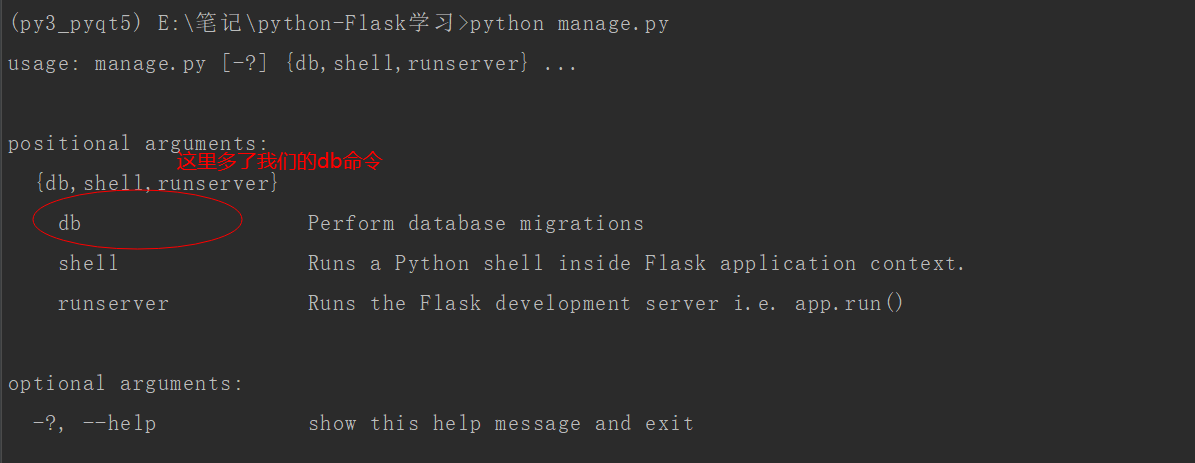 (py3_pyqt5) E:\笔记\python-Flask学习>python manage.py
usage: manage.py [-?] {db,shell,runserver} ...
positional arguments:
这里多了我们的db命令
{db,shell,runserver}
db Perform database migrations
shell Runs a Python shell inside Flask application context.
runserver Runs the Flask development server i.e. app.run()
optional arguments:
-?, --help show this help message and exit